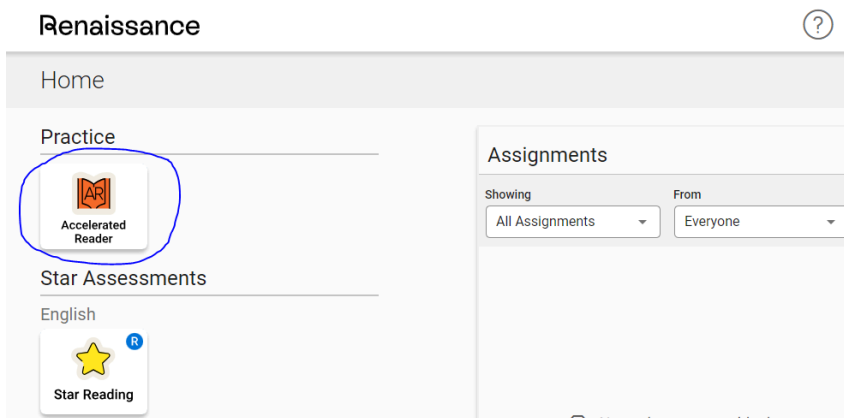 Renaissance
?
Home
Practice
AR
Accelerated
Reader
Star Assessments
English
R
Star Reading
Assignments
Showing
From
All Assignments
Everyone